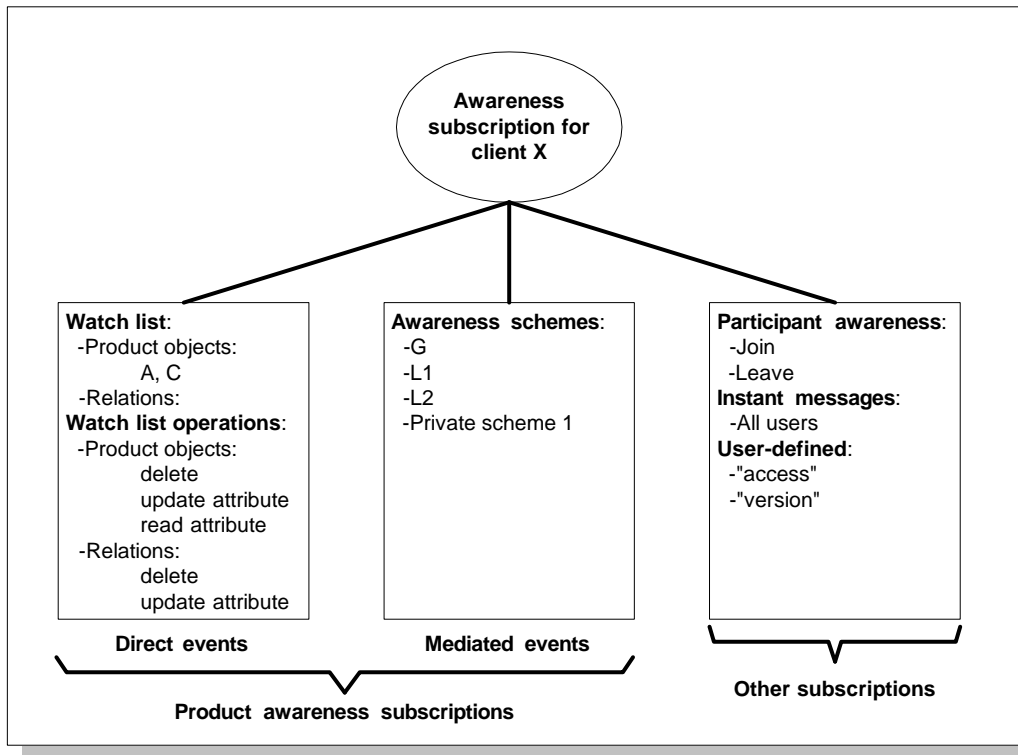 Awareness
subscription for
client X
Watch list:
-Product objects:
A, C
-Relations:
Watch list operations:
-Product objects:
delete
update attribute
read attribute
-Relations:
delete
update attribute
Direct events
Awareness schemes:
-G
-L1
-L2
-Private scheme 1
Mediated events
Product awareness subscriptions
Participant awareness:
-Join
-Leave
Instant messages:
-All users
User-defined:
-"access"
-"version"
Other subscriptions